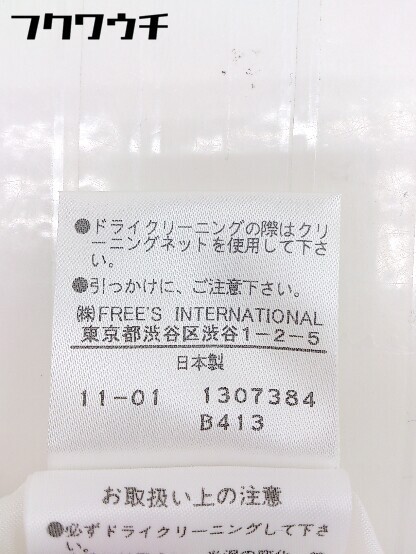 フクワウチ
●ドライクリーニングの際はクリ
ーニングネットを使用して下さ
い。
●引っかけに、ご注意下さい。
㈱FREE'S INTERNATIONAL
東京都渋谷区渋谷1-2-5
日本製
11-01 1307384
B413
お取扱い上の注意
●必ずドライクリーニングして下さ
い。